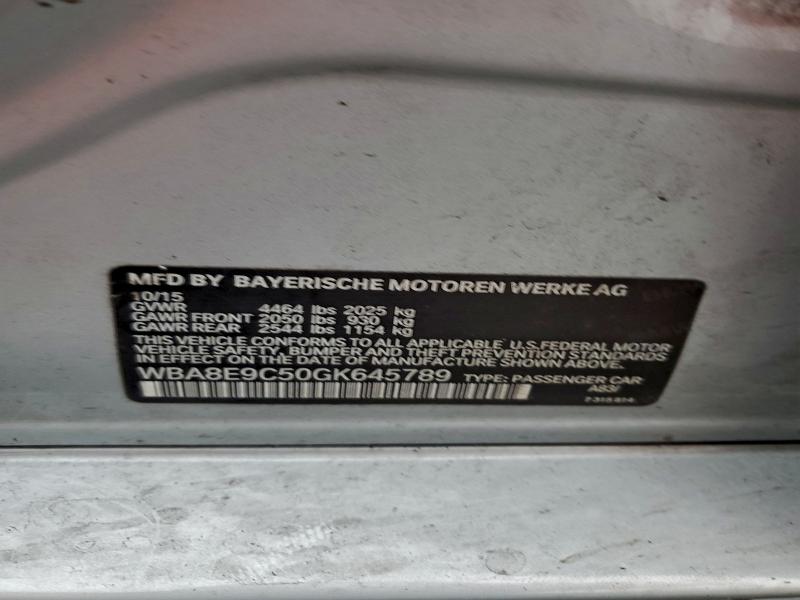 MFD BY BAYERISCHE MOTOREN WERKE AG
10/15
GVWR 4464 lbs 2025 kg
GAWR FRONT 2050 lbs 930 kg
GAWR REAR 2544 lbs 1154 kg
THIS VEHICLE CONFORMS TO ALL APPLICABLE U.S.FEDERAL MOTOR
VEHICLE SAFETY, BUMPER, AND THEFT PREVENTION STANDARDS
IN EFFECT ON THE DATE OF MANUFACTURE SHOWN ABOVE.
WBA8E9C50GK645789 TYPE: PASSENGER CAR